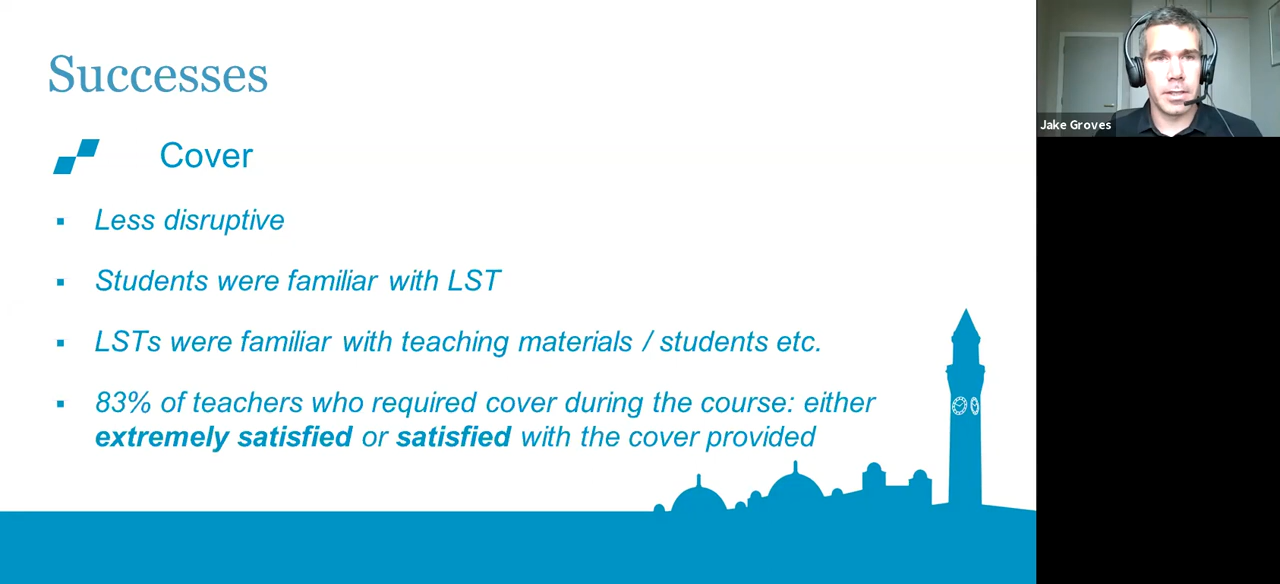 Successes
Cover
Less disruptive
Students were familiar with LST
LSTs were familiar with teaching materials / students etc.
83% of teachers who required cover during the course: either
extremely satisfied or satisfied with the cover provided
Jake Groves